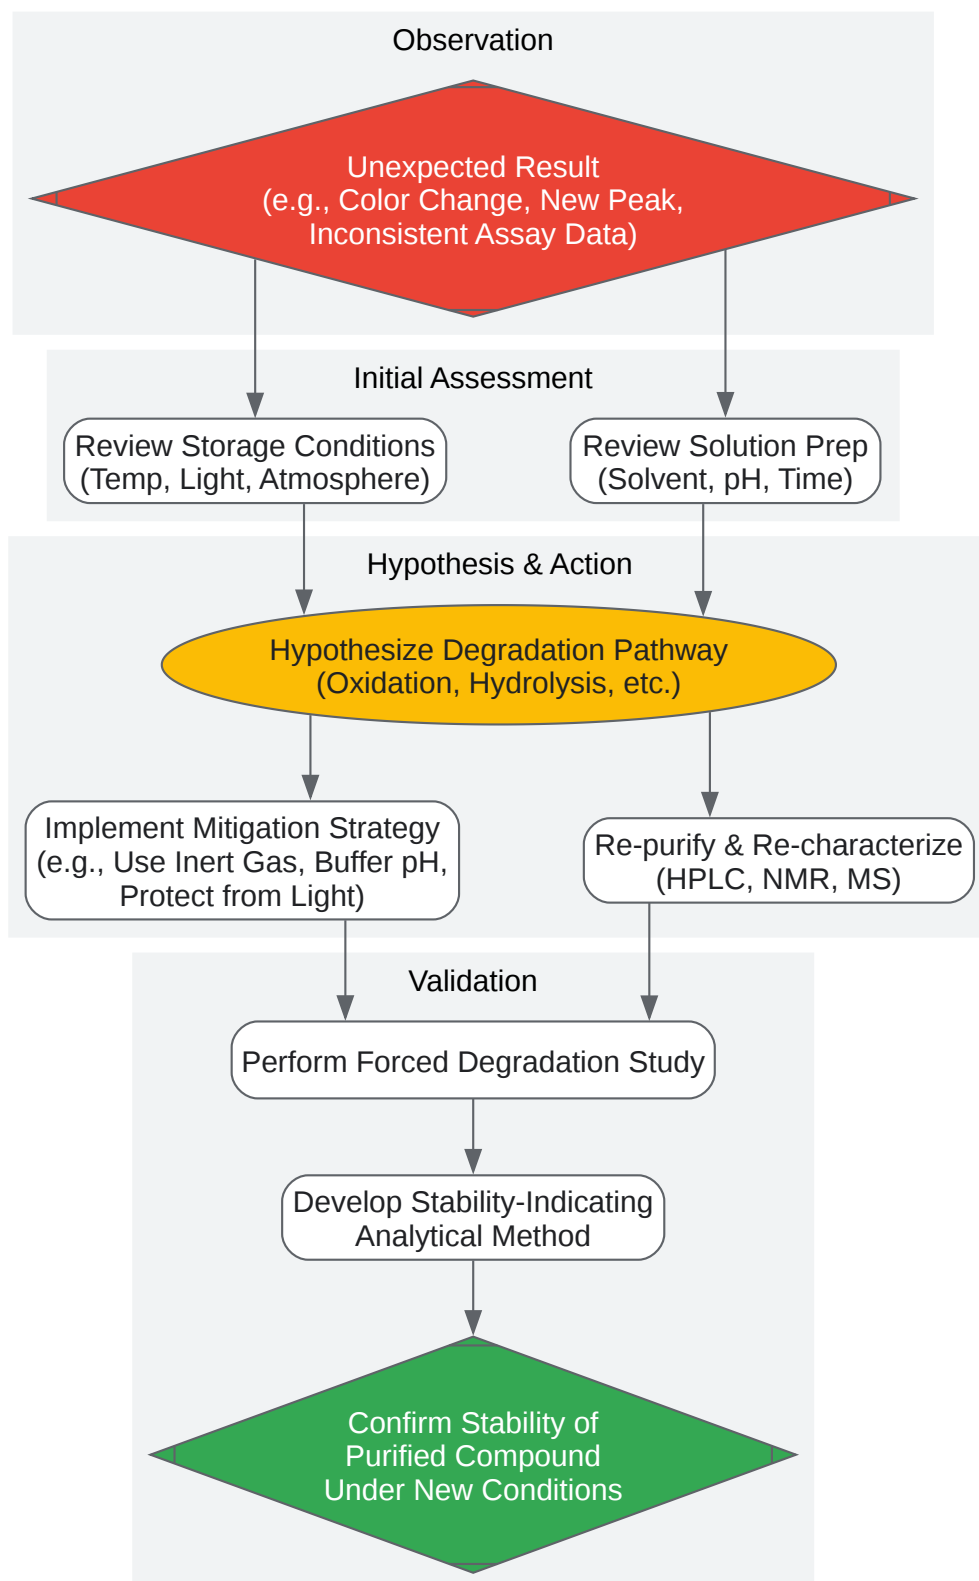 Observation
Unexpected Result
(e.g., Color Change, New Peak,
Inconsistent Assay Data)
Initial Assessment
Review Storage Conditions
(Temp, Light, Atmosphere)
Review Solution Prep
(Solvent, pH, Time)
Hypothesis & Action
Hypothesize Degradation Pathway
(Oxidation, Hydrolysis, etc.)
Implement Mitigation Strategy
(e.g., Use Inert Gas, Buffer pH,
Protect from Light)
Re-purify & Re-characterize
(HPLC, NMR, MS)
Validation
Perform Forced Degradation Study
Develop Stability-Indicating
Analytical Method
Confirm Stability of
Purified Compound
Under New Conditions